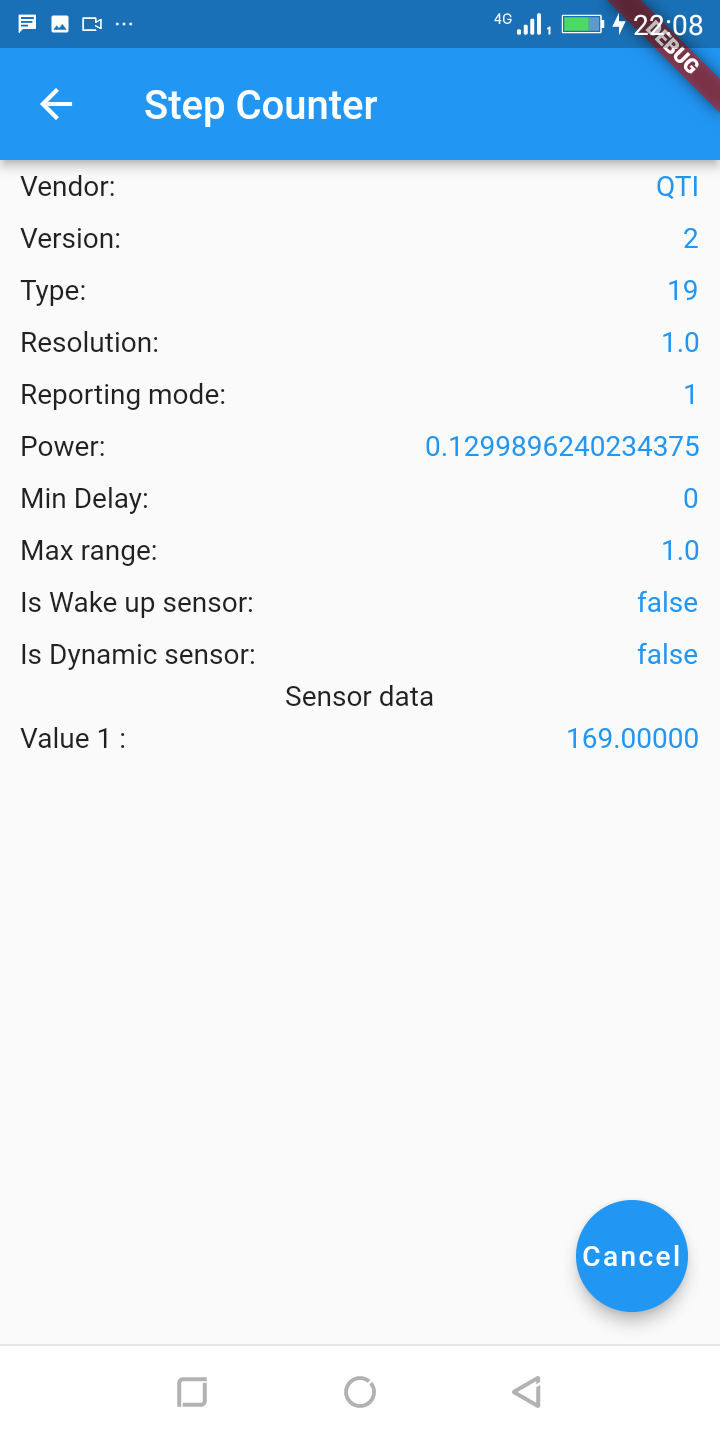 4G 1 22:08
DEBUG
Step Counter
Vendor: QTI
Version: 2
Type: 19
Resolution: 1.0
Reporting mode: 1
Power: 0.1299896240234375
Min Delay: 0
Max range: 1.0
Is Wake up sensor: false
Is Dynamic sensor: false
Sensor data
Value 1 : 169.00000
Cancel